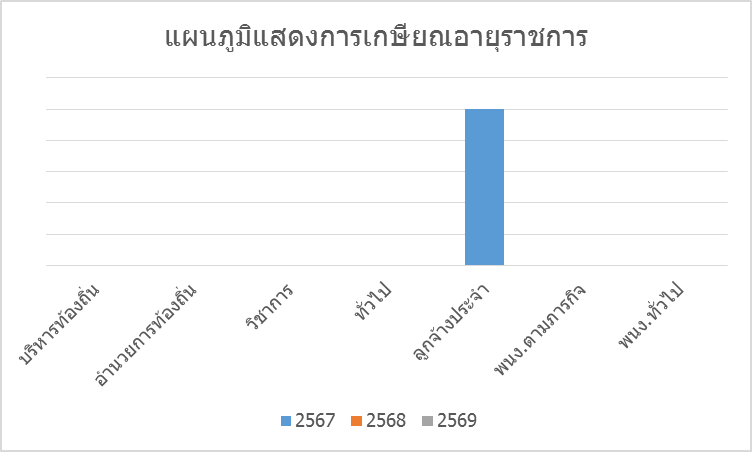 แผนภูมิแสดงการเกษียณอายุราชการ
บริหารท้องถิ่น
อำนวยการท้องถิ่น
วิชาการ
ทั่วไป
ลูกจ้างประจำ
พนง.ตามภารกิจ
พนง.ทั่วไป
2567 2568 2569